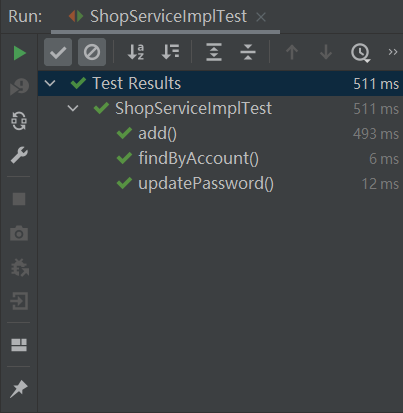 Run: ShopServiceImplTest
Test Results 511 ms
ShopServiceImplTest 511 ms
add() 493 ms
findByAccount() 6 ms
updatePassword() 12 ms